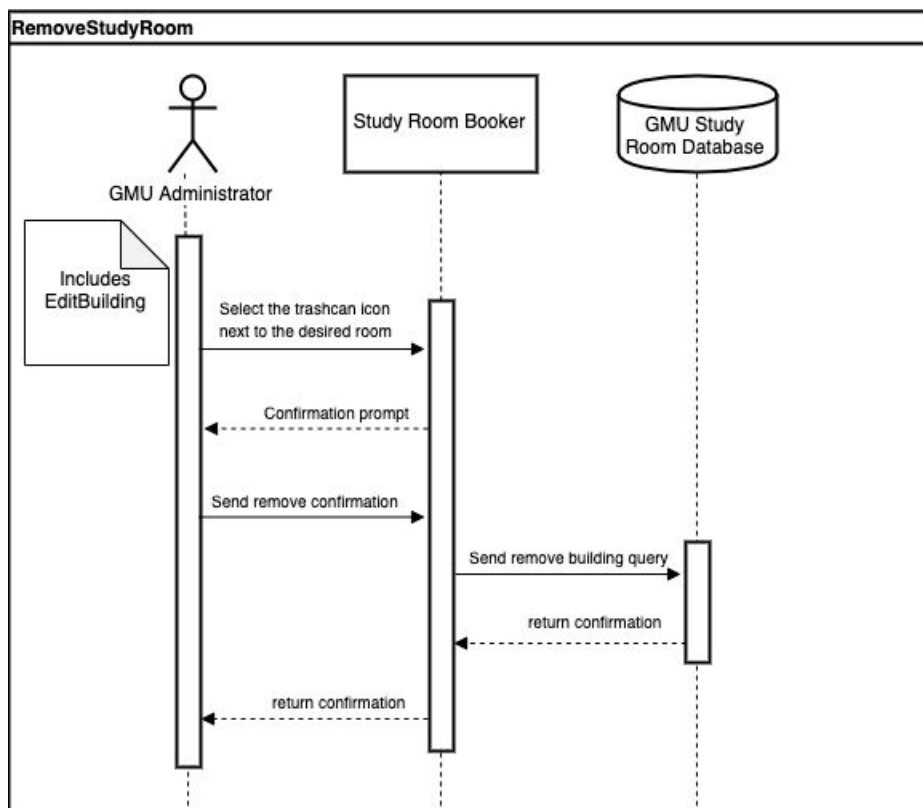 RemoveStudyRoom
Study Room Booker
GMU Study
Room Database
GMU Administrator
Includes
EditBuilding
Select the trashcan icon
next to the desired room
Confirmation prompt
Send remove confirmation
Send remove building query
return confirmation
return confirmation